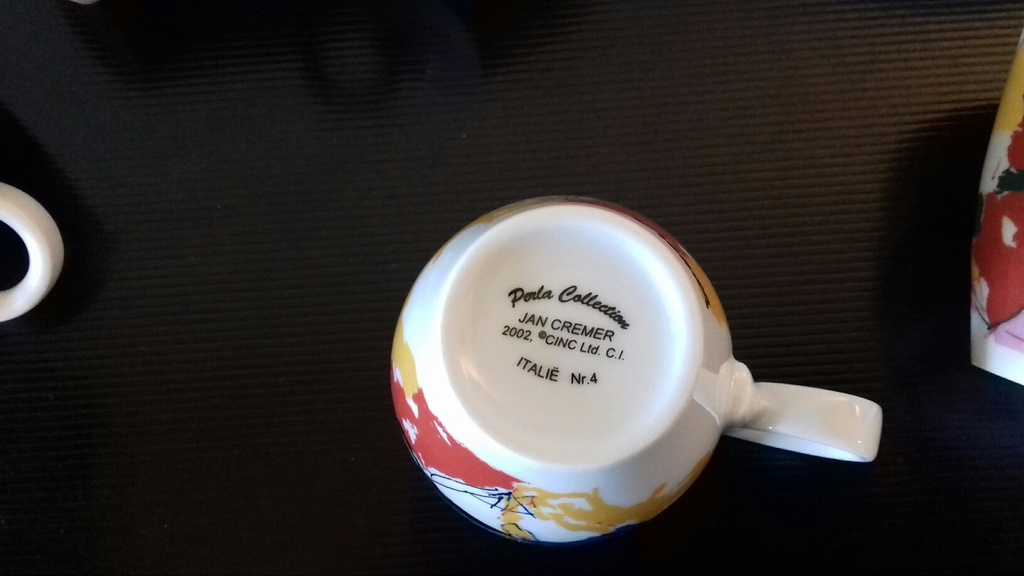 Perla Collection
JAN CREMER
2002, ©CINC Ltd. C.I.
ITALIË Nr.4